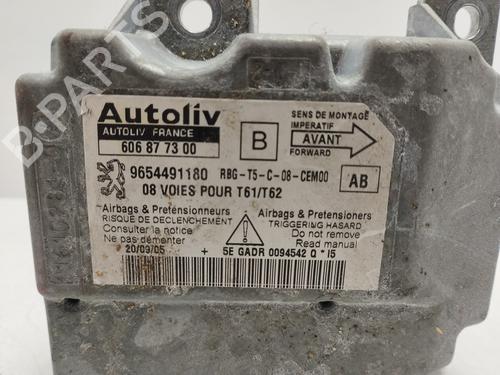 Autoliv
AUTOLIV FRANCE
606 87 73 00
B
SENS DE MONTAGE
IMPERATIF
AVANT
FORWARD
9654491180 RBG-T5-C-08-CEM00
08 VOIES POUR T61/T62
AB
Airbags & Pretensionneurs
RISQUE DE DECLENCHEMENT
Consulter la notice
Ne pas démonter
20/09/05
Airbags & Pretensioners
TRIGGERING HASARD
Do not remove
Read manual
+ 5E GADR 0094542 Q * I5
B-PARTS